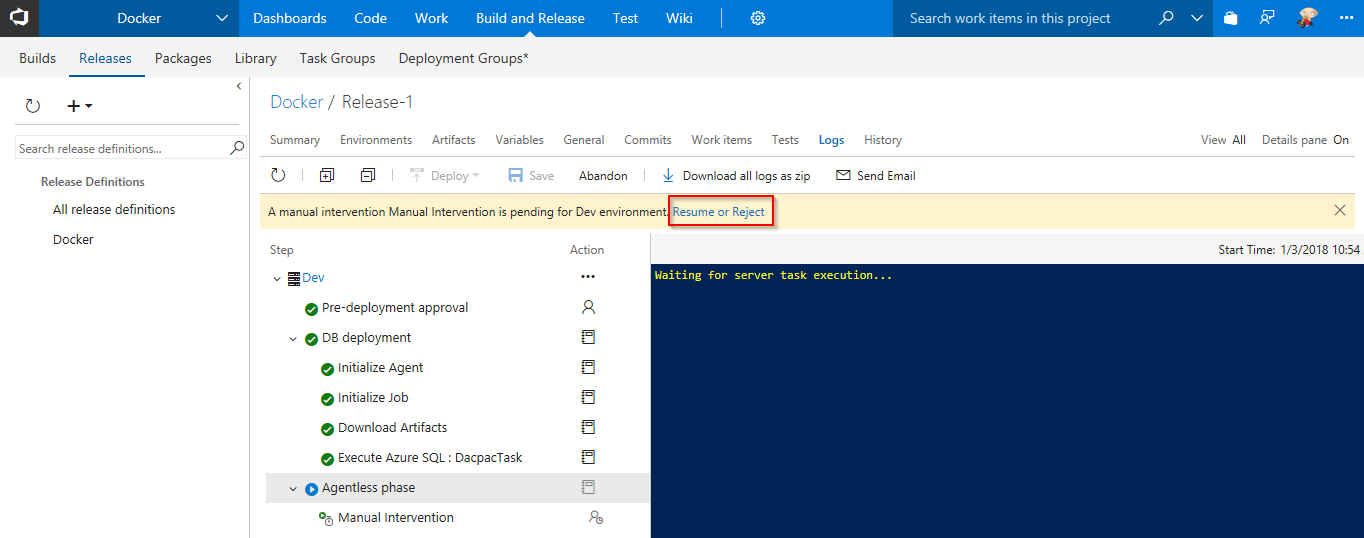 Docker Dashboards Code Work Build and Release Test Wiki Search work items in this project
Builds Releases Packages Library Task Groups Deployment Groups*
Docker / Release-1
Summary Environments Artifacts Variables General Commits Work items Tests Logs History View All Details pane On
Search release definitions...
Deploy Save Abandon Download all logs as zip Send Email
Release Definitions
All release definitions
Docker
A manual intervention Manual Intervention is pending for Dev environment. Resume or Reject
Step Action
Start Time: 1/3/2018 10:54
Dev
Waiting for server task execution...
Pre-deployment approval
DB deployment
Initialize Agent
Initialize Job
Download Artifacts
Execute Azure SQL : DacpacTask
Agentless phase
Manual Intervention